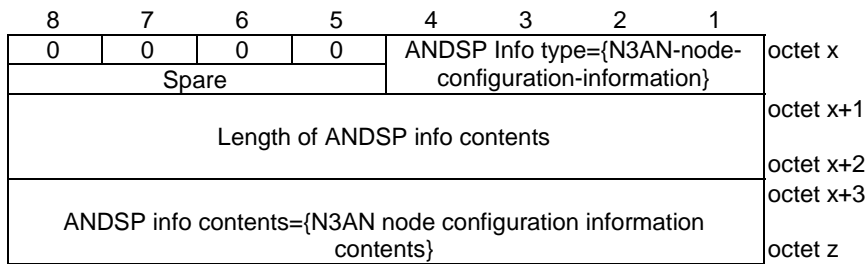 8 7 6 5 4 3 2 1
0 0 0 0 ANDSP Info type={N3AN-node- octet x
Spare configuration-information}
octet x+1
Length of ANDSP info contents
octet x+2
octet x+3
ANDSP info contents={N3AN node configuration information
contents} octet z